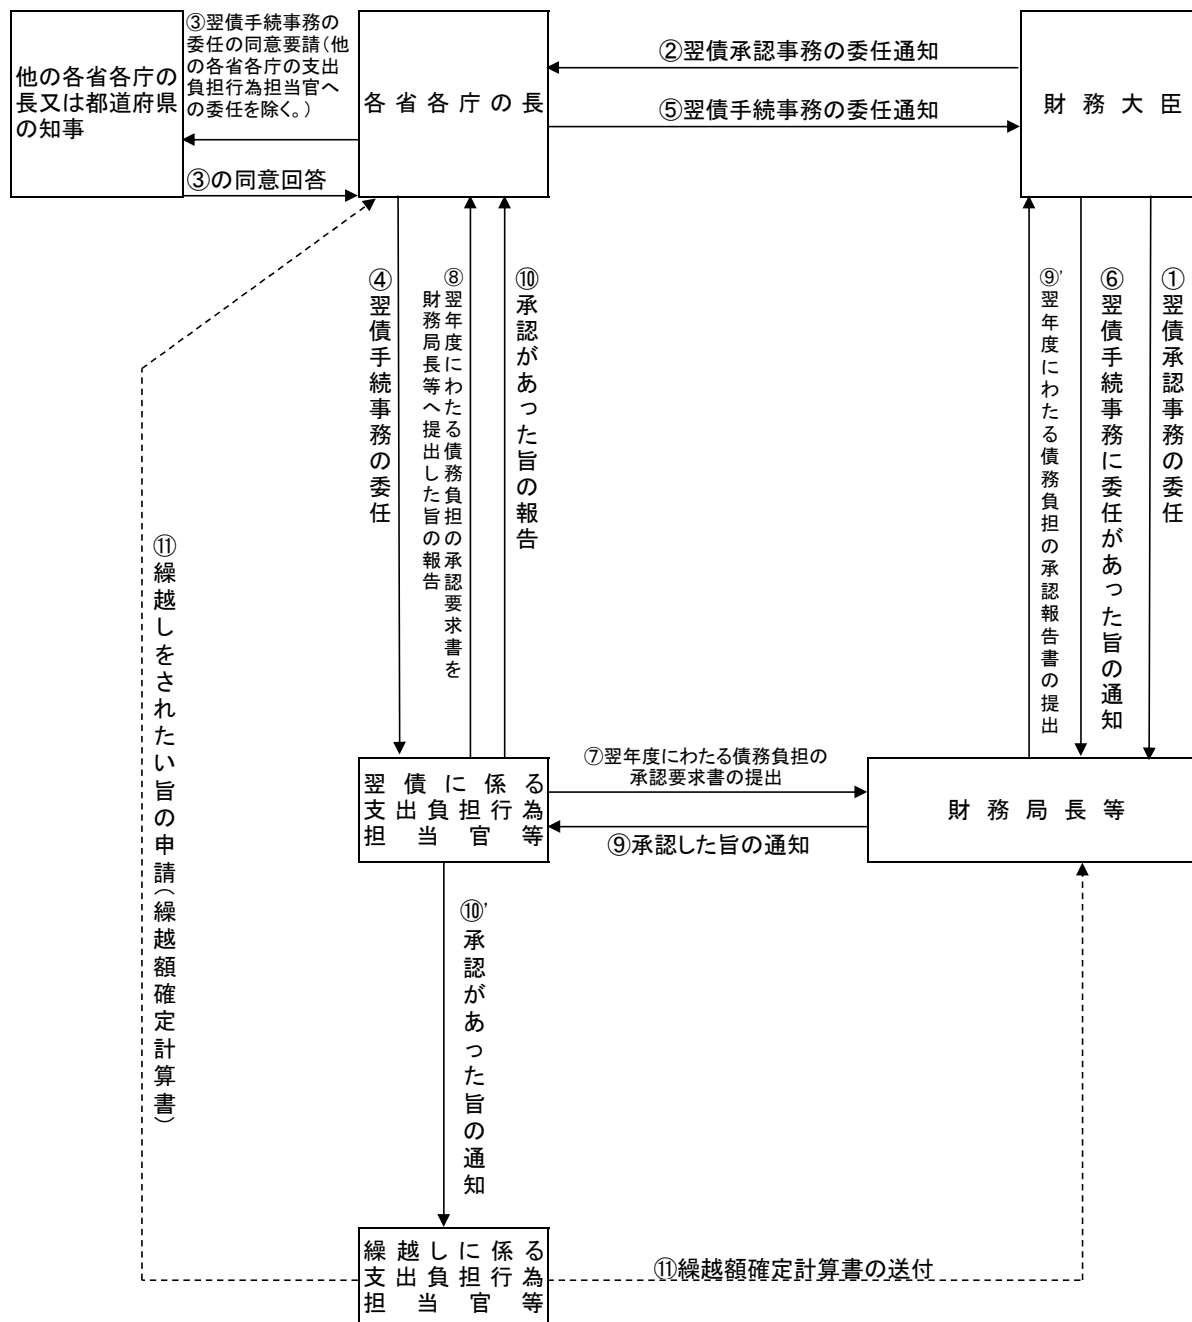 ③翌債手続事務の
委任の同意要請(他
の各省各庁の支出
負担行為担当官へ
の委任を除く。)
他の各省各庁の
長又は都道府県
の知事
各省各庁の長
②翌債承認事務の委任通知
⑤翌債手続事務の委任通知
財務大臣
③の同意回答
④翌債手続事務の委任
⑧翌年度にわたる債務負担の承認要求書を
財務局長等へ提出した旨の報告
⑩承認があった旨の報告
⑨'翌年度にわたる債務負担の承認報告書の提出
⑥翌債手続事務に委任があった旨の通知
①翌債承認事務の委任
⑪繰越しをされたい旨の申請(繰越額確定計算書)
翌債に係る
支出負担行為
担当官等
⑦翌年度にわたる債務負担の
承認要求書の提出
⑨承認した旨の通知
財務局長等
⑩'承認があった旨の通知
繰越しに係る
支出負担行為
担当官等
⑪繰越額確定計算書の送付